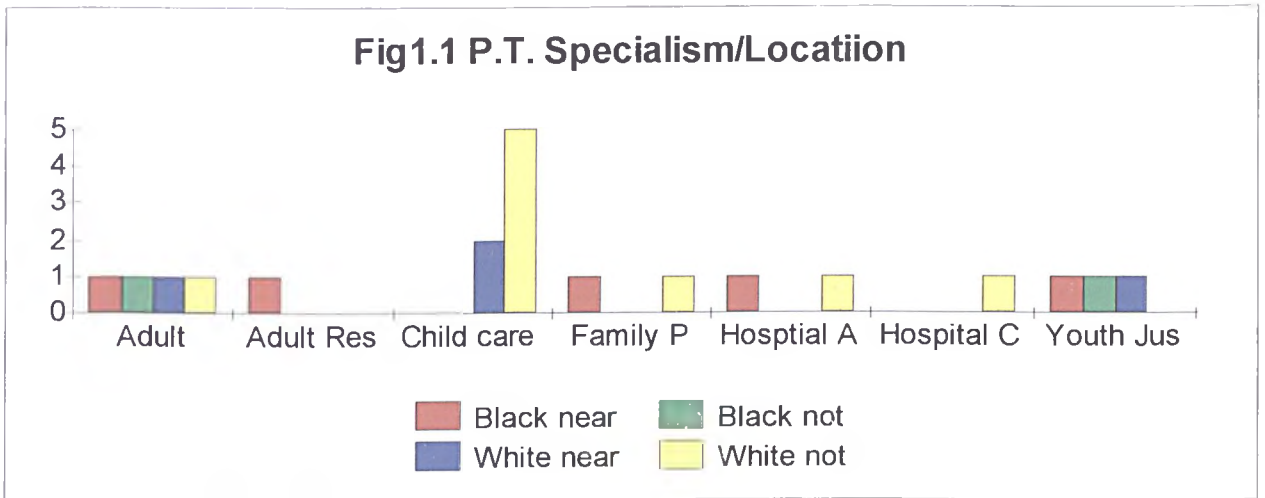 Fig1.1 P.T. Specialism/Locatiion
5
4
3
2
1
0
Adult Adult Res Child care Family P Hosptial A Hospital C Youth Jus
Black near Black not
White near White not